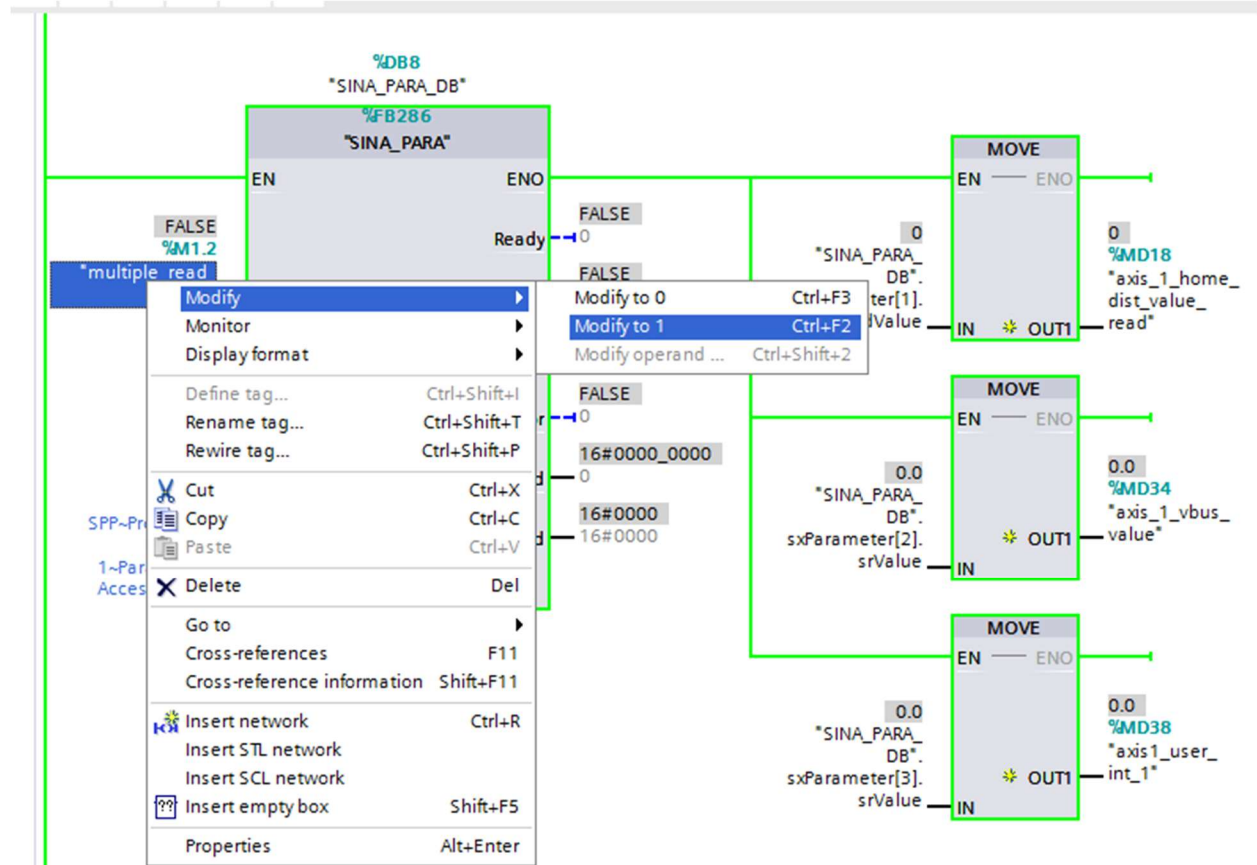 %DB8
"SINA_PARA_DB"
%FB286
"SINA_PARA"
EN ENO
FALSE
%M1.2
"multiple_read
FALSE
Ready 0
FALSE
Modify
Monitor
Display format
Define tag... Ctrl+Shift+I
Rename tag... Ctrl+Shift+T
Rewire tag... Ctrl+Shift+P
Cut Ctrl+X
Copy Ctrl+C
Paste Ctrl+V
Delete Del
Go to
Cross-references F11
Cross-reference information Shift+F11
Insert network Ctrl+R
Insert STL network
Insert SCL network
Insert empty box Shift+F5
Properties Alt+Enter
Modify to 0 Ctrl+F3
Modify to 1 Ctrl+F2
Modify operand ... Ctrl+Shift+2
FALSE
0
16#0000_0000
0
16#0000
16#0000
MOVE
EN ENO
0
"SINA_PARA_
DB".
IN OUT1
0
%MD18
"axis_1_home_
dist_value_
read"
MOVE
EN ENO
0.0
"SINA_PARA_
DB".
sxParameter[2].
srValue
IN OUT1
0.0
%MD34
"axis_1_vbus_
value"
MOVE
EN ENO
0.0
"SINA_PARA_
DB".
sxParameter[3].
srValue
IN OUT1
0.0
%MD38
"axis1_user_
int_1"